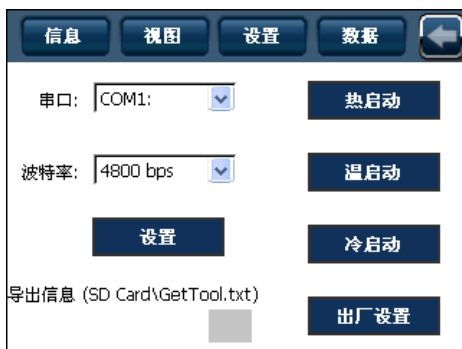 信息 视图 设置 数据
串口: COM1: 热启动
波特率: 4800 bps 温启动
设置 冷启动
导出信息 (SD Card\GetTool.txt)
出厂设置